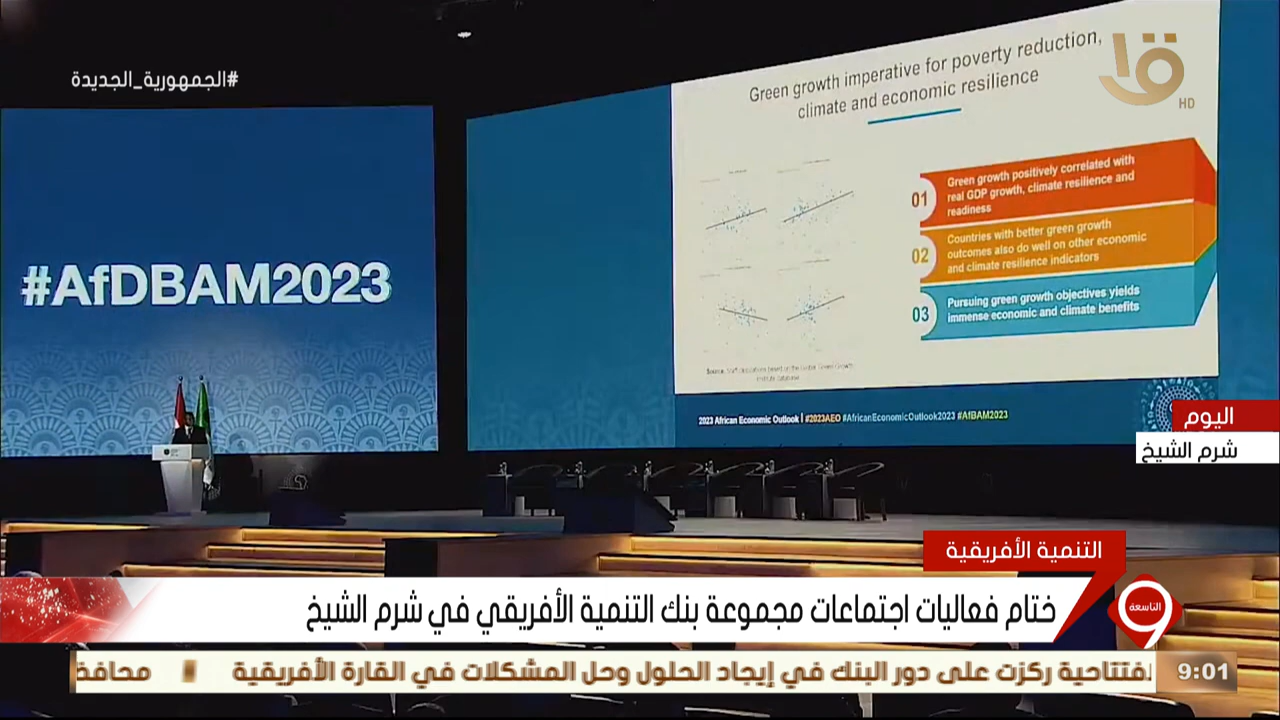 #الجمهورية_الجديدة
الأولى
HD
Green growth imperative for poverty reduction,
climate and economic resilience
01
Green growth positively correlated with
real GDP growth, climate resilience and
readiness
02
Countries with better green growth
outcomes also do well on other economic
and climate resilience indicators
03
Pursuing green growth objectives yields
immense economic and climate benefits
#AfDBAM2023
2023 African Economic Outlook | #2023AEO #AfricanEconomicOutlook2023 #AfBAM2023
اليوم
شرم الشيخ
التنمية الأفريقية
التاسعة
9
ختام فعاليات اجتماعات مجموعة بنك التنمية الأفريقي في شرم الشيخ
9:01
ركزت على دور البنك في إيجاد الحلول وحل المشكلات في القارة الأفريقية